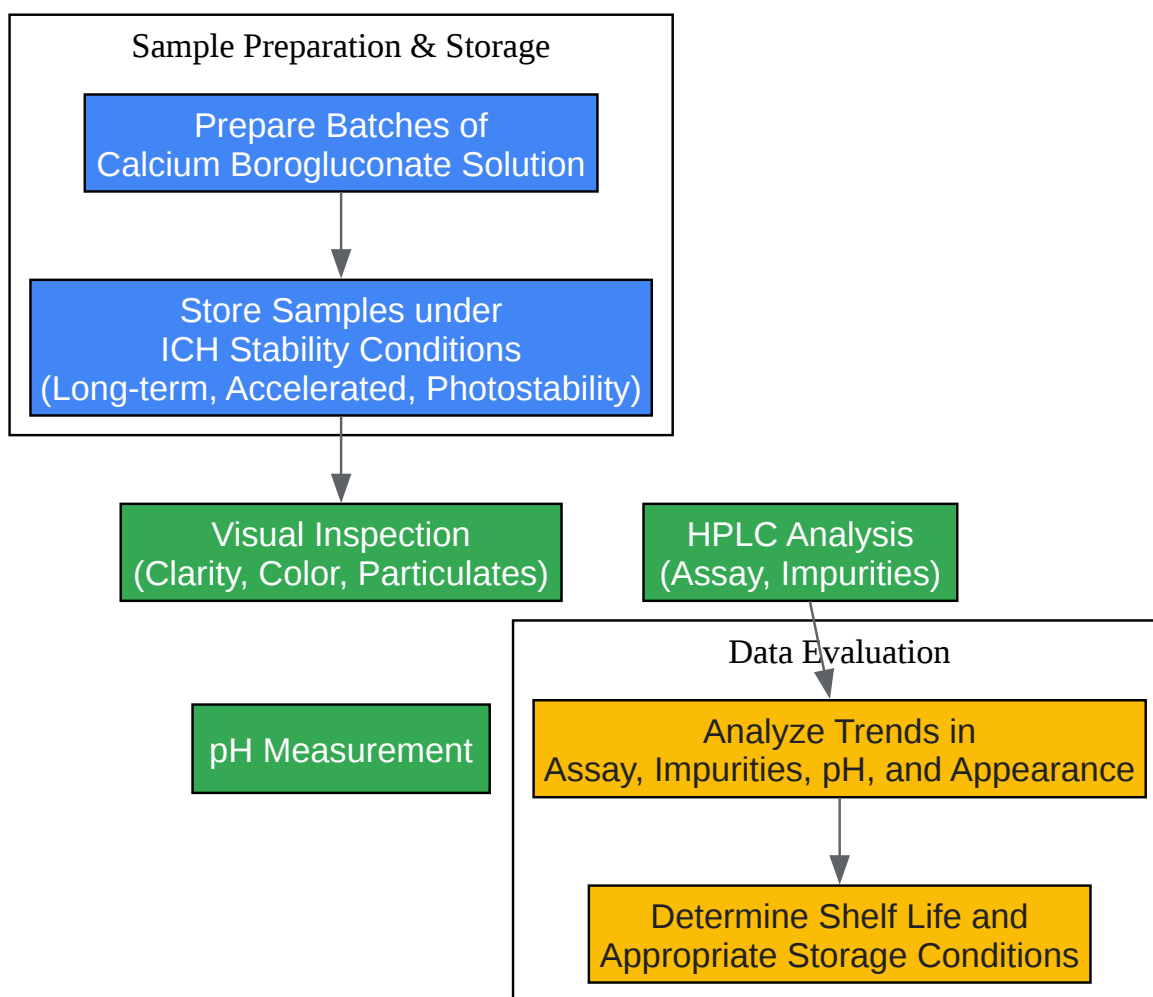 Sample Preparation & Storage
Prepare Batches of
Calcium Borogluconate Solution
Store Samples under
ICH Stability Conditions
(Long-term, Accelerated, Photostability)
Visual Inspection
(Clarity, Color, Particulates)
HPLC Analysis
(Assay, Impurities)
Data Evaluation
pH Measurement
Analyze Trends in
Assay, Impurities, pH, and Appearance
Determine Shelf Life and
Appropriate Storage Conditions